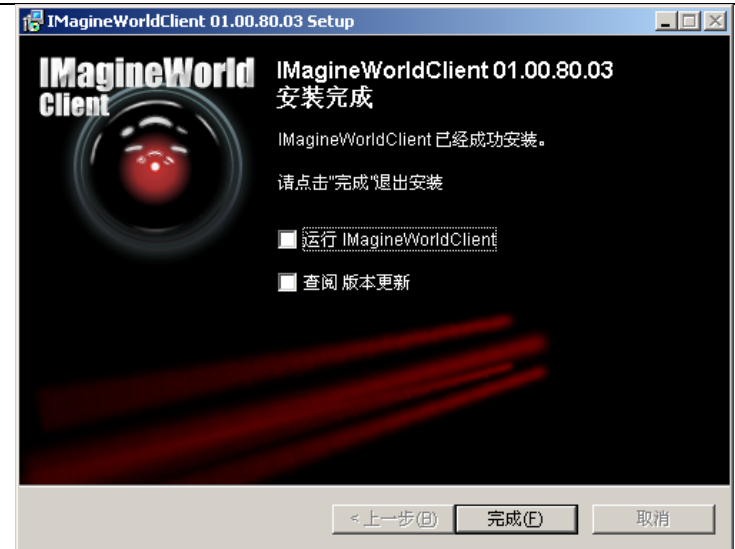 IMagineWorldClient 01.00.80.03 Setup
IMagineWorld
Client
IMagineWorldClient 01.00.80.03
安装完成
IMagineWorldClient 已经成功安装。
请点击"完成"退出安装
运行 IMagineWorldClient
查阅 版本更新
< 上一步(B)
完成(F)
取消